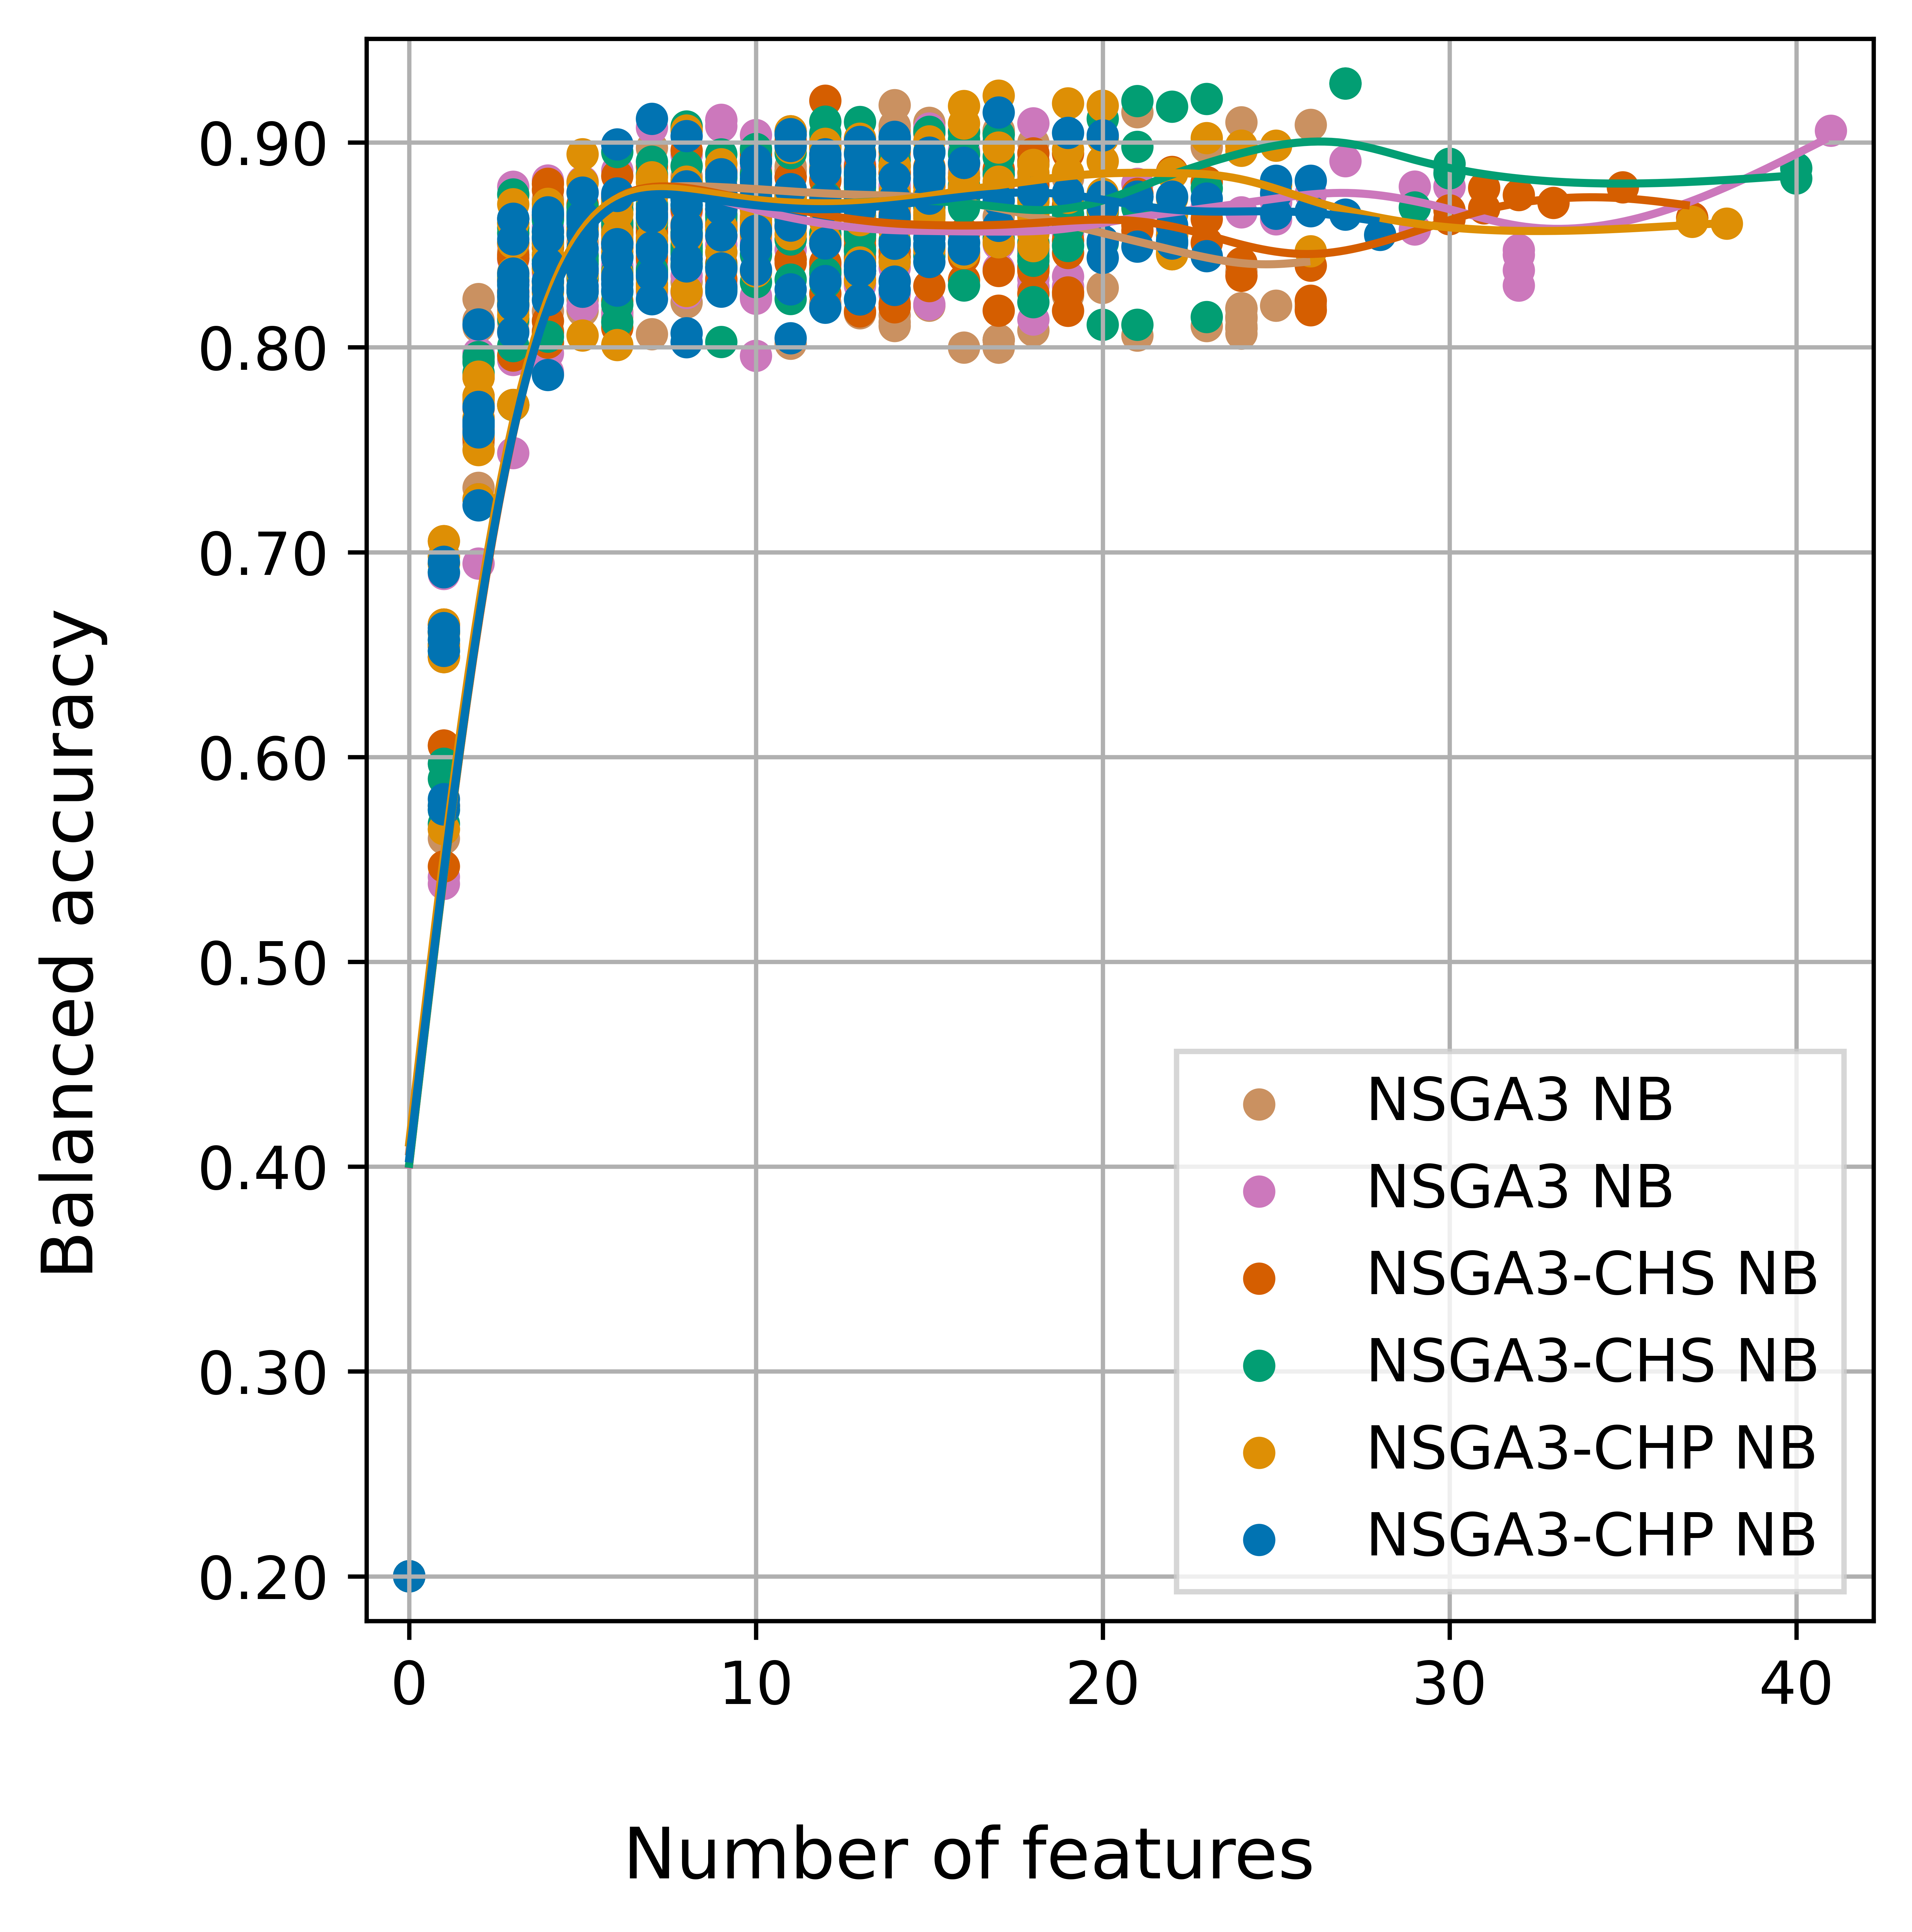 Balanced accuracy
0.90
0.80
0.70
0.60
0.50
0.40
0.30
0.20
NSGA3 NB
NSGA3 NB
NSGA3-CHS NB
NSGA3-CHS NB
NSGA3-CHP NB
NSGA3-CHP NB
0 10 20 30 40
Number of features